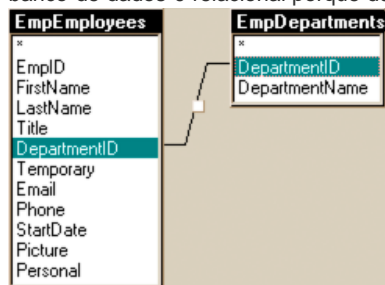 EmpEmployees
*
EmpID
FirstName
LastName
Title
DepartmentID
Temporary
Email
Phone
StartDate
Picture
Personal
EmpDepartments
*
DepartmentID
DepartmentName